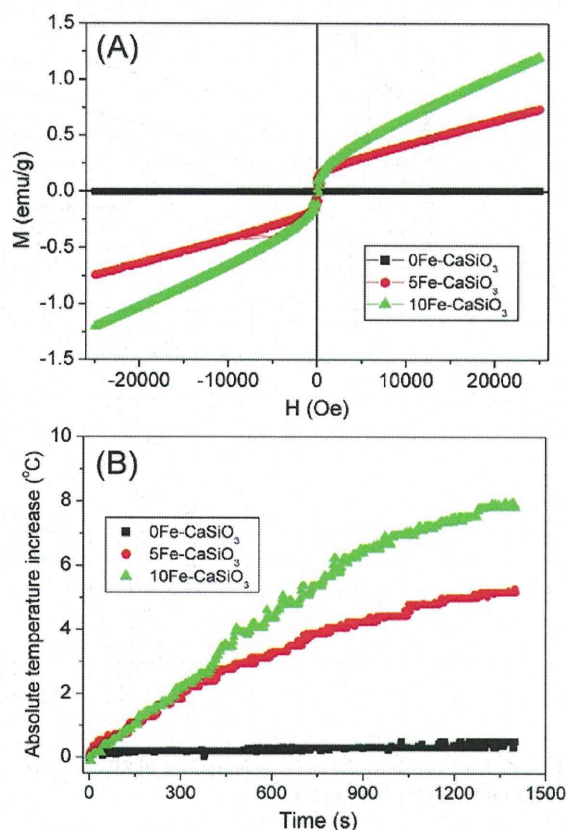 (A)
1.5
1.0
0.5
0.0
-0.5
-1.0
-1.5
M (emu/g)
0Fe-CaSiO₃
5Fe-CaSiO₃
10Fe-CaSiO₃
-20000 -10000 0 10000 20000
H (Oe)
(B)
10
8
6
4
2
0
Absolute temperature increase (°C)
0Fe-CaSiO₃
5Fe-CaSiO₃
10Fe-CaSiO₃
0 300 600 900 1200 1500
Time (s)